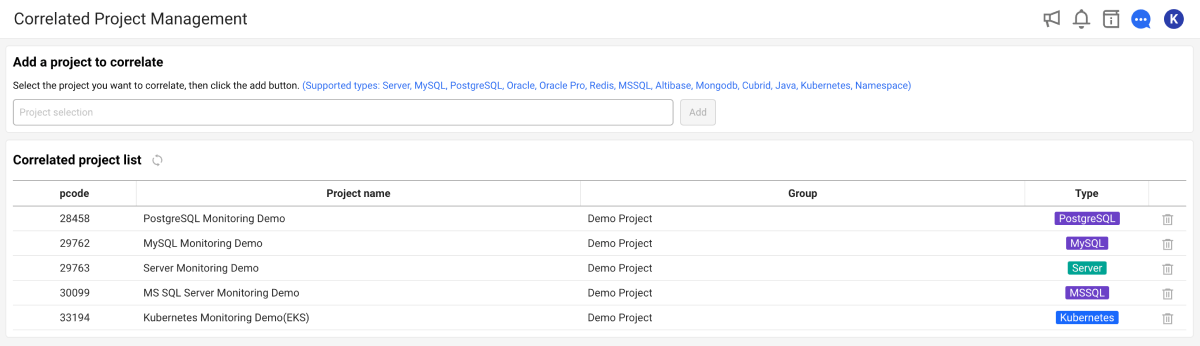 Correlated Project Management
K
Add a project to correlate
Select the project you want to correlate, then click the add button. (Supported types: Server, MySQL, PostgreSQL, Oracle, Oracle Pro, Redis, MSSQL, Altibase, Mongodb, Cubrid, Java, Kubernetes, Namespace)
Project selection Add
Correlated project list
pcode Project name Group Type
28458 PostgreSQL Monitoring Demo Demo Project PostgreSQL
29762 MySQL Monitoring Demo Demo Project MySQL
29763 Server Monitoring Demo Demo Project Server
30099 MS SQL Server Monitoring Demo Demo Project MSSQL
33194 Kubernetes Monitoring Demo(EKS) Demo Project Kubernetes